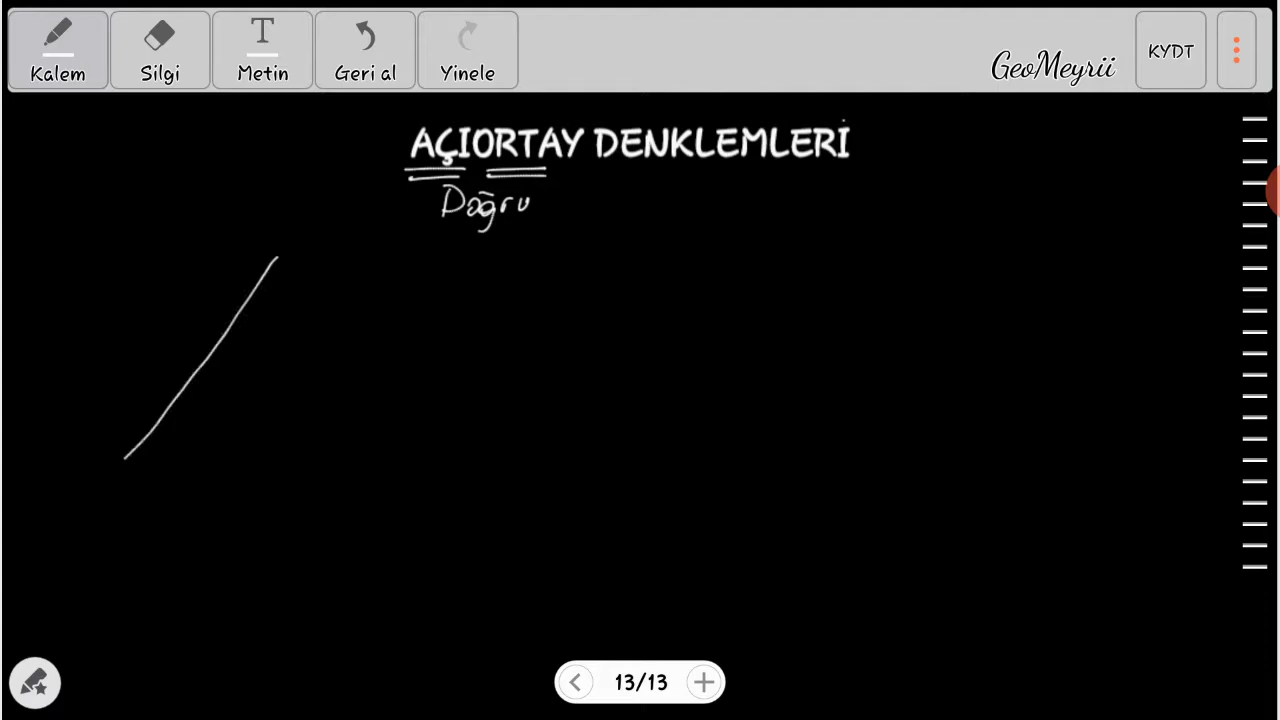 Kalem Silgi Metin Geri al Yinele GeoMeyrii KYDT
AÇIORTAY DENKLEMLERİ
Doğru
13/13